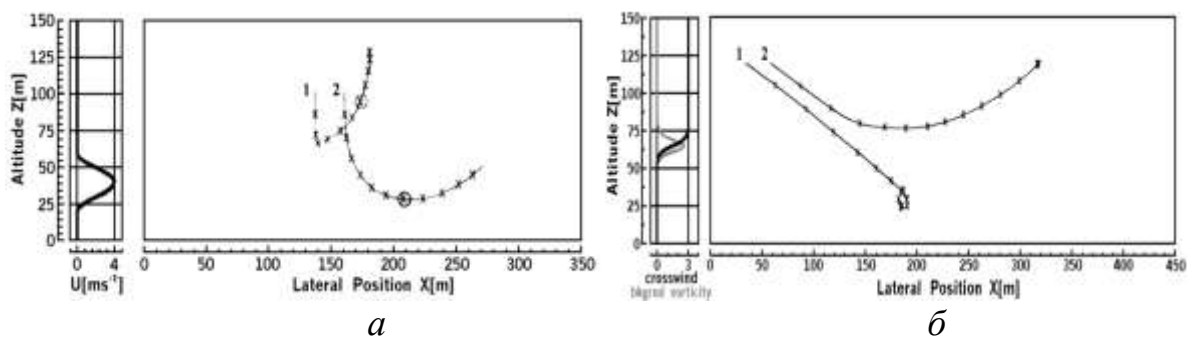 150
125
100
75
50
25
0
Altitude Z[m]
0 4
U[ms⁻¹]
1 2
0 50 100 150 200 250 300 350
Lateral Position X[m]
а
150
125
100
75
50
25
0
Altitude Z[m]
0 3
crosswind
bkgrnd vorticity
1 2
0 50 100 150 200 250 300 350 400 450
Lateral Position X[m]
б